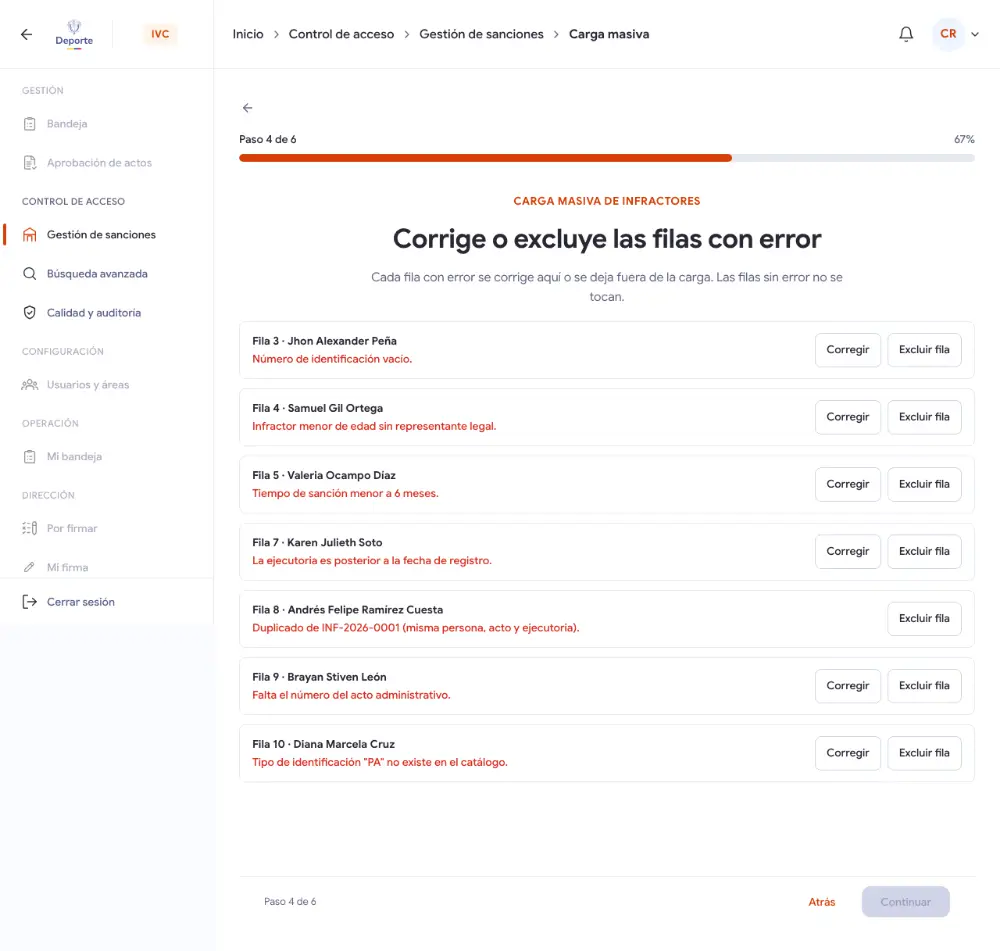 Deporte
IVC
Inicio > Control de acceso > Gestión de sanciones > Carga masiva
CR
GESTIÓN
Bandeja
Aprobación de actos
CONTROL DE ACCESO
Gestión de sanciones
Búsqueda avanzada
Calidad y auditoría
CONFIGURACIÓN
Usuarios y áreas
OPERACIÓN
Mi bandeja
DIRECCIÓN
Por firmar
Mi firma
Cerrar sesión
Paso 4 de 6
67%
CARGA MASIVA DE INFRACTORES
Corrige o excluye las filas con error
Cada fila con error se corrige aquí o se deja fuera de la carga. Las filas sin error no se
tocan.
Fila 3 · Jhon Alexander Peña
Número de identificación vacío.
Corregir
Excluir fila
Fila 4 · Samuel Gil Ortega
Infractor menor de edad sin representante legal.
Corregir
Excluir fila
Fila 5 · Valeria Ocampo Díaz
Tiempo de sanción menor a 6 meses.
Corregir
Excluir fila
Fila 7 · Karen Julieth Soto
La ejecutoria es posterior a la fecha de registro.
Corregir
Excluir fila
Fila 8 · Andrés Felipe Ramírez Cuesta
Duplicado de INF-2026-0001 (misma persona, acto y ejecutoria).
Excluir fila
Fila 9 · Brayan Stiven León
Falta el número del acto administrativo.
Corregir
Excluir fila
Fila 10 · Diana Marcela Cruz
Tipo de identificación "PA" no existe en el catálogo.
Corregir
Excluir fila
Paso 4 de 6
Atrás
Continuar